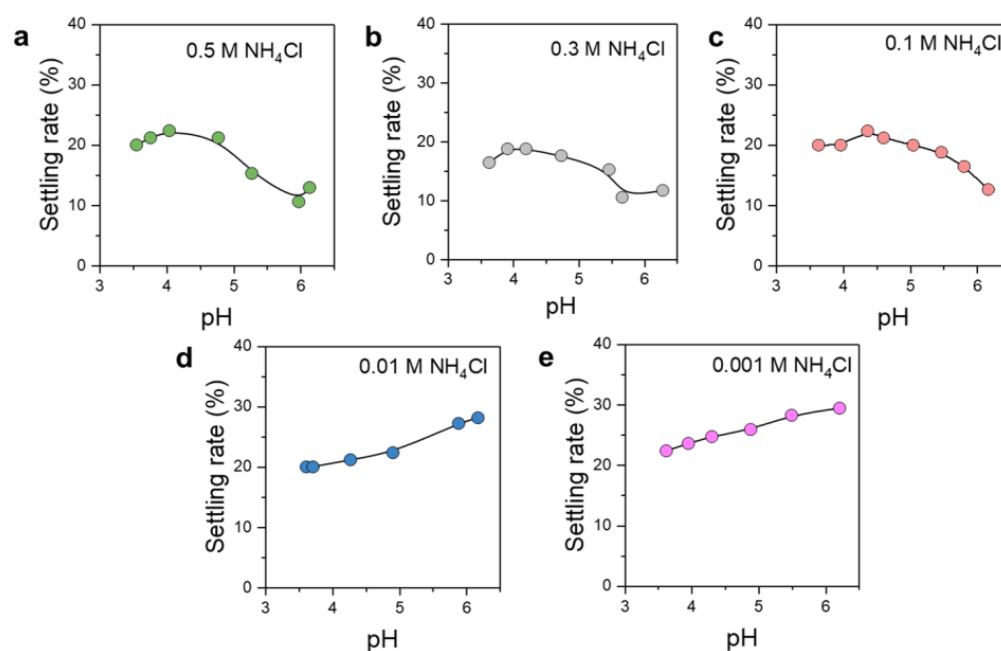 a
0.5 M NH₄Cl
Settling rate (%)
40
30
20
10
0
3
4
5
6
pH
b
0.3 M NH₄Cl
Settling rate (%)
40
30
20
10
0
3
4
5
6
pH
c
0.1 M NH₄Cl
Settling rate (%)
40
30
20
10
0
3
4
5
6
pH
d
0.01 M NH₄Cl
Settling rate (%)
40
30
20
10
0
3
4
5
6
pH
e
0.001 M NH₄Cl
Settling rate (%)
40
30
20
10
0
3
4
5
6
pH